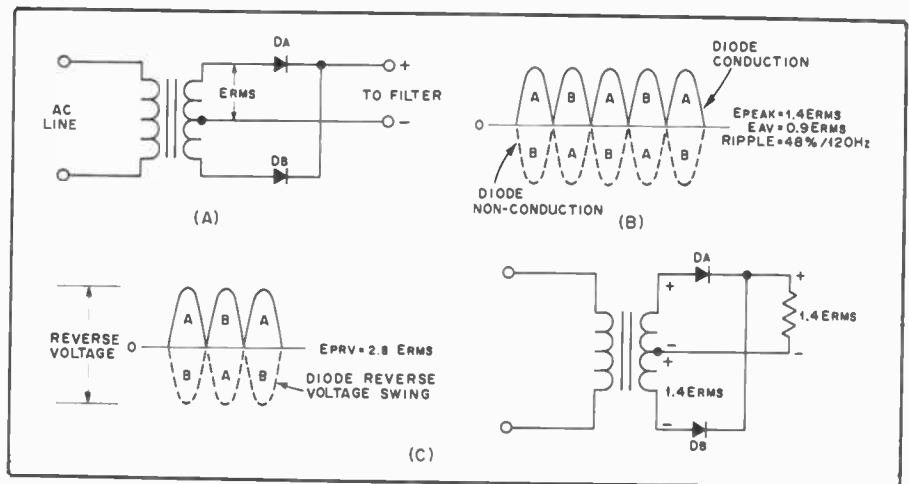 DA
+
AC
LINE
ERMS
TO FILTER
-
DB
(A)
DIODE
CONDUCTION
A B A B A
0
EPEAK=1.4ERMS
EAV=0.9ERMS
RIPPLE=48%/120Hz
B A B A B
DIODE
NON-CONDUCTION
(B)
REVERSE
VOLTAGE
0
A B A
EPRV=2.8 ERMS
B A B
DIODE REVERSE
VOLTAGE SWING
DA
+
+
1.4ERMS
-
-
+
1.4ERMS
-
DB
(C)